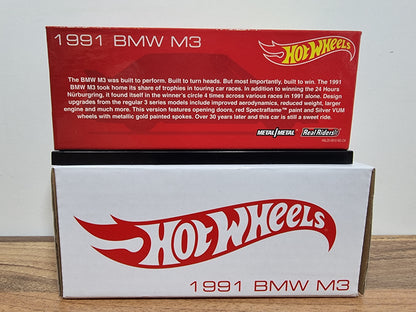 1991 BMW M3
HOT WHEELS
The BMW M3 was built to perform. Built to turn heads. But most importantly, built to win. The 1991
BMW M3 took home its share of trophies in touring car races. In addition to winning the 24 Hours
Nürburgring, it found itself in the winner's circle 4 times across various races in 1991 alone. Design
upgrades from the regular 3 series models include improved aerodynamics, reduced weight, larger
engine and much more. This version features opening doors, red Spectraflame™ paint and Silver VUM
wheels with metallic gold painted spokes. Over 30 years later and this car is still a sweet ride.
METAL/METAL™ Real Riders
HOT WHEELS
1991 BMW M3